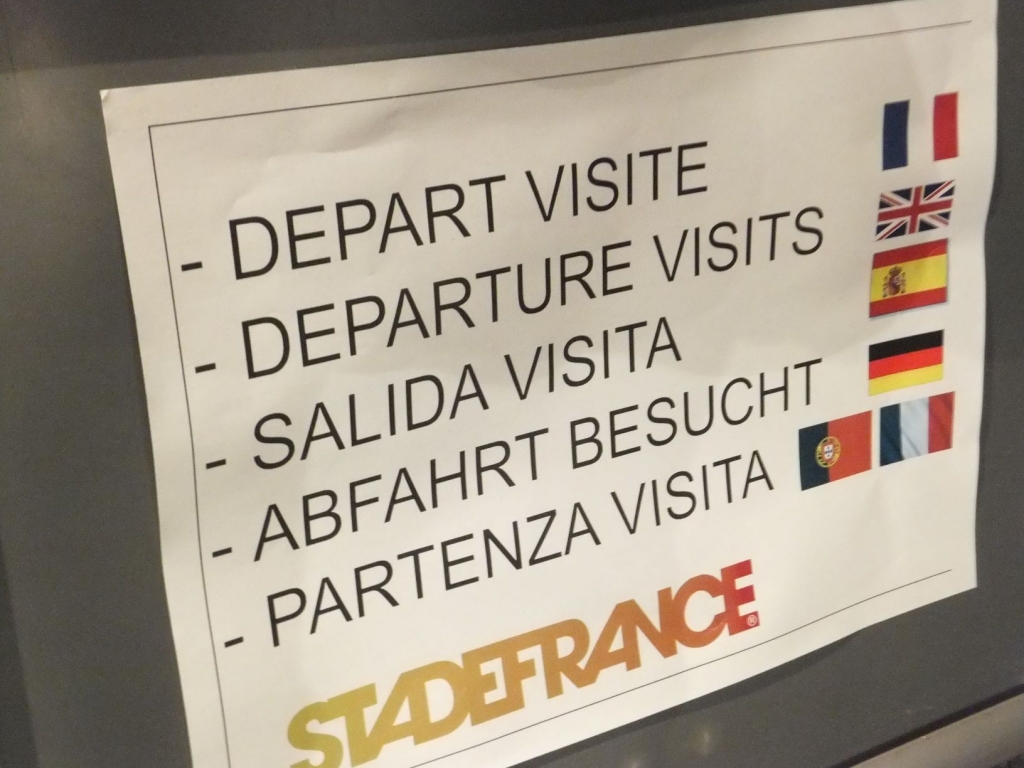 - DEPART VISITE
- DEPARTURE VISITS
- SALIDA VISITA
- ABFAHRT BESUCHT
- PARTENZA VISITA
STADEFRANCE®